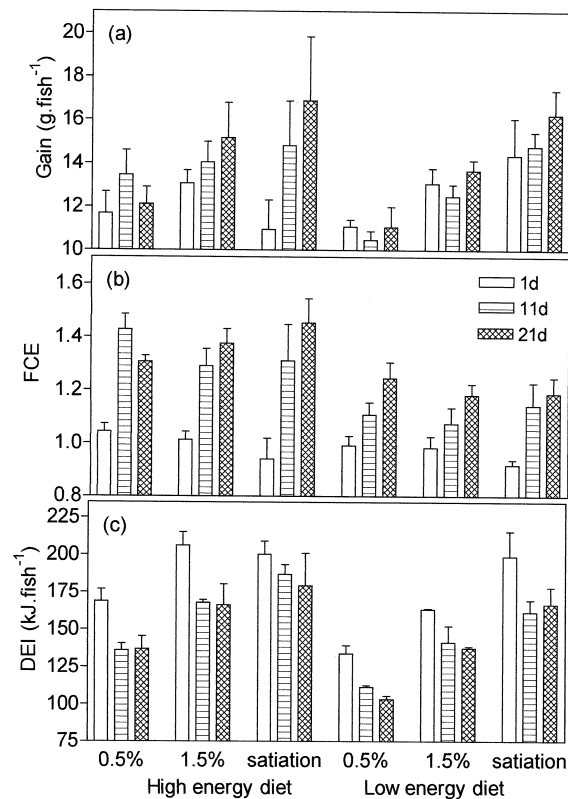 (a)
Gain (g.fish⁻¹)
20
18
16
14
12
10
(b)
FCE
1.6
1.4
1.2
1.0
0.8
1d
11d
21d
(c)
DEI (kJ.fish⁻¹)
225
200
175
150
125
100
75
0.5% 1.5% satiation 0.5% 1.5% satiation
High energy diet Low energy diet